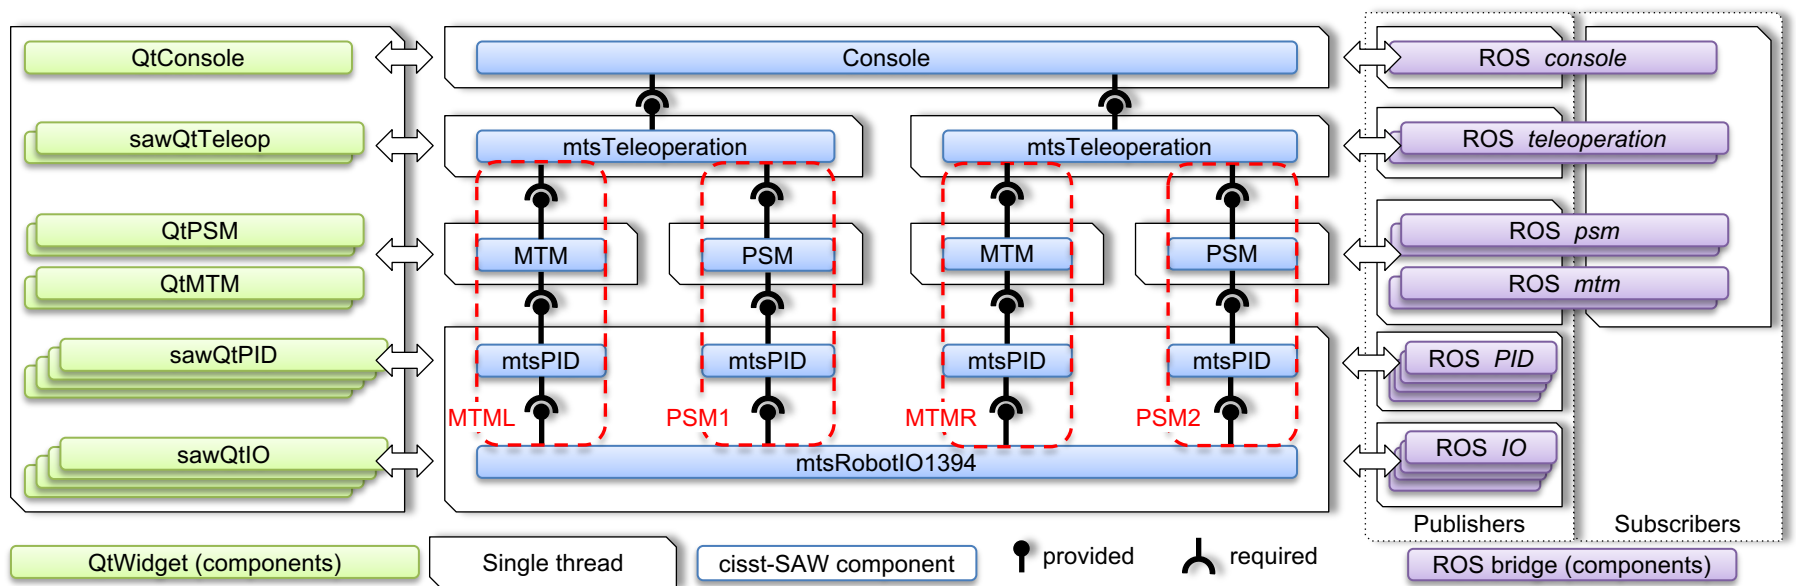 QtConsole
Console
ROS console
sawQtTeleop
mtsTeleoperation
mtsTeleoperation
ROS teleoperation
QtPSM
MTM
PSM
MTM
PSM
ROS psm
QtMTM
ROS mtm
sawQtPID
mtsPID
mtsPID
mtsPID
mtsPID
ROS PID
MTML
PSM1
MTMR
PSM2
sawQtIO
mtsRobotIO1394
ROS IO
Publishers
Subscribers
QtWidget (components)
Single thread
cisst-SAW component
provided
required
ROS bridge (components)